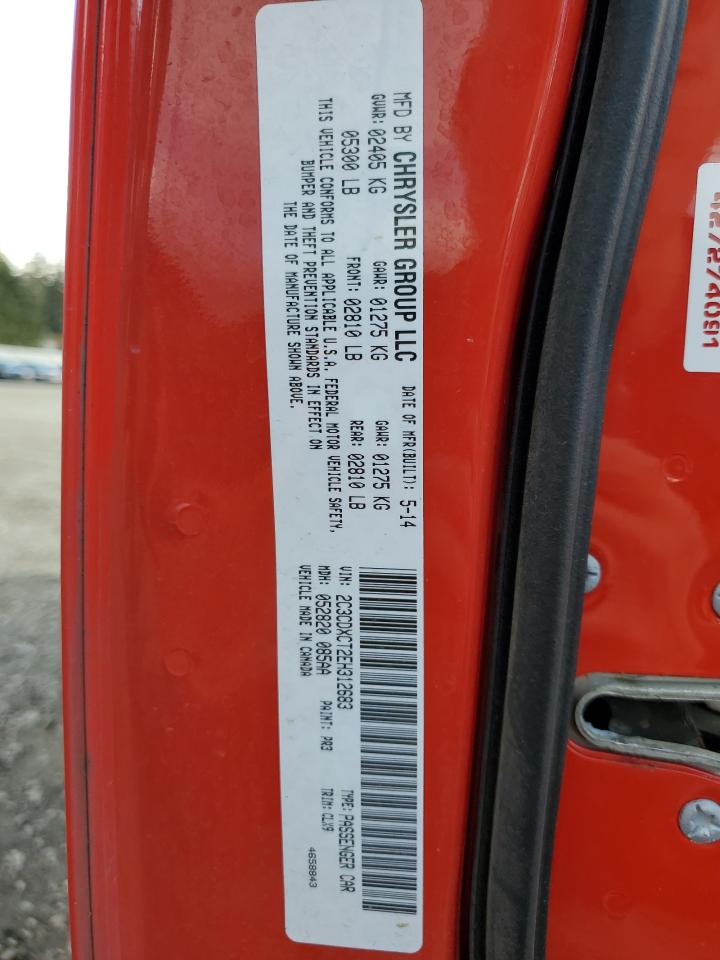 MFD BY CHRYSLER GROUP LLC DATE OF MFR(BUILT): 5-14
GVWR: 02405 KG GAWR: 01275 KG GAWR: 01275 KG
05300 LB FRONT: 02810 LB REAR: 02810 LB
THIS VEHICLE CONFORMS TO ALL APPLICABLE U.S.A. FEDERAL MOTOR VEHICLE SAFETY,
BUMPER AND THEFT PREVENTION STANDARDS IN EFFECT ON
THE DATE OF MANUFACTURE SHOWN ABOVE.
VIN: 2C3CDXCT2EH312683 TYPE: PASSENGER CAR
MDH: 052820 085AA PAINT: PR3 TRIM: CLX9
VEHICLE MADE IN CANADA 4658843